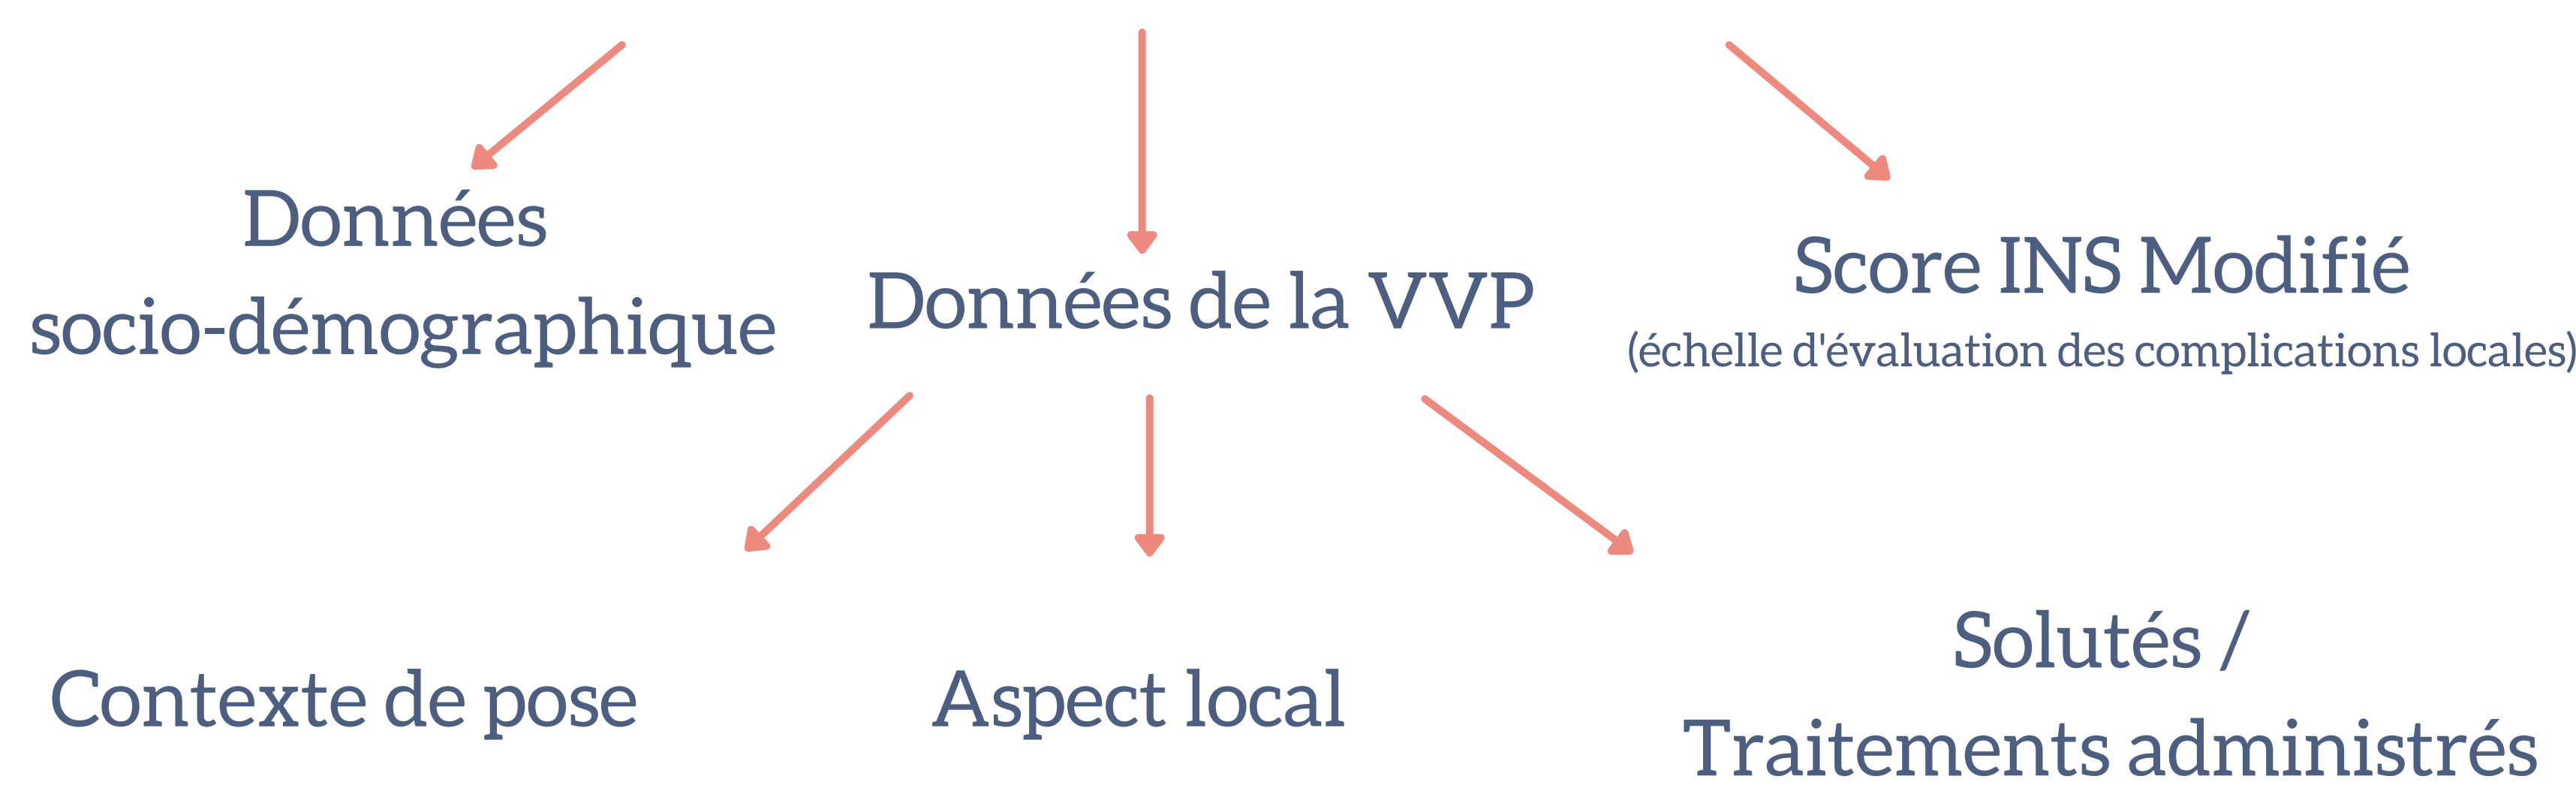 Données
socio-démographique
Données de la VVP
Score INS Modifié
(échelle d'évaluation des complications locales)
Contexte de pose
Aspect local
Solutés /
Traitements administrés